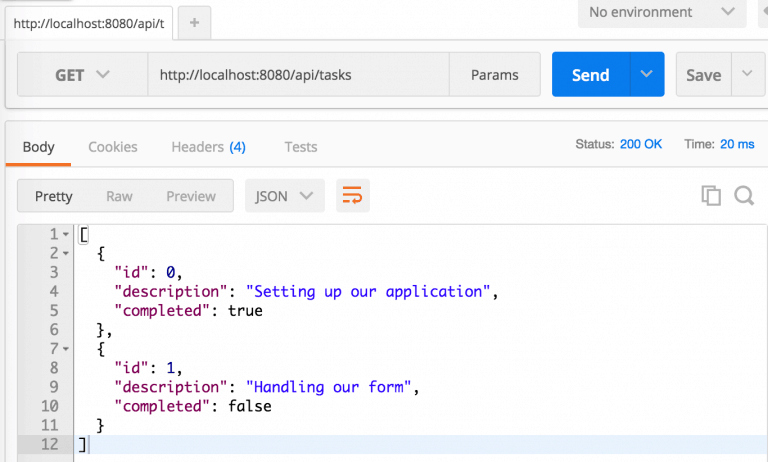 http://localhost:8080/api/t +
No environment
GET http://localhost:8080/api/tasks Params Send Save
Body Cookies Headers (4) Tests Status: 200 OK Time: 20 ms
Pretty Raw Preview JSON
1 [
2 {
3 "id": 0,
4 "description": "Setting up our application",
5 "completed": true
6 },
7 {
8 "id": 1,
9 "description": "Handling our form",
10 "completed": false
11 }
12 ]